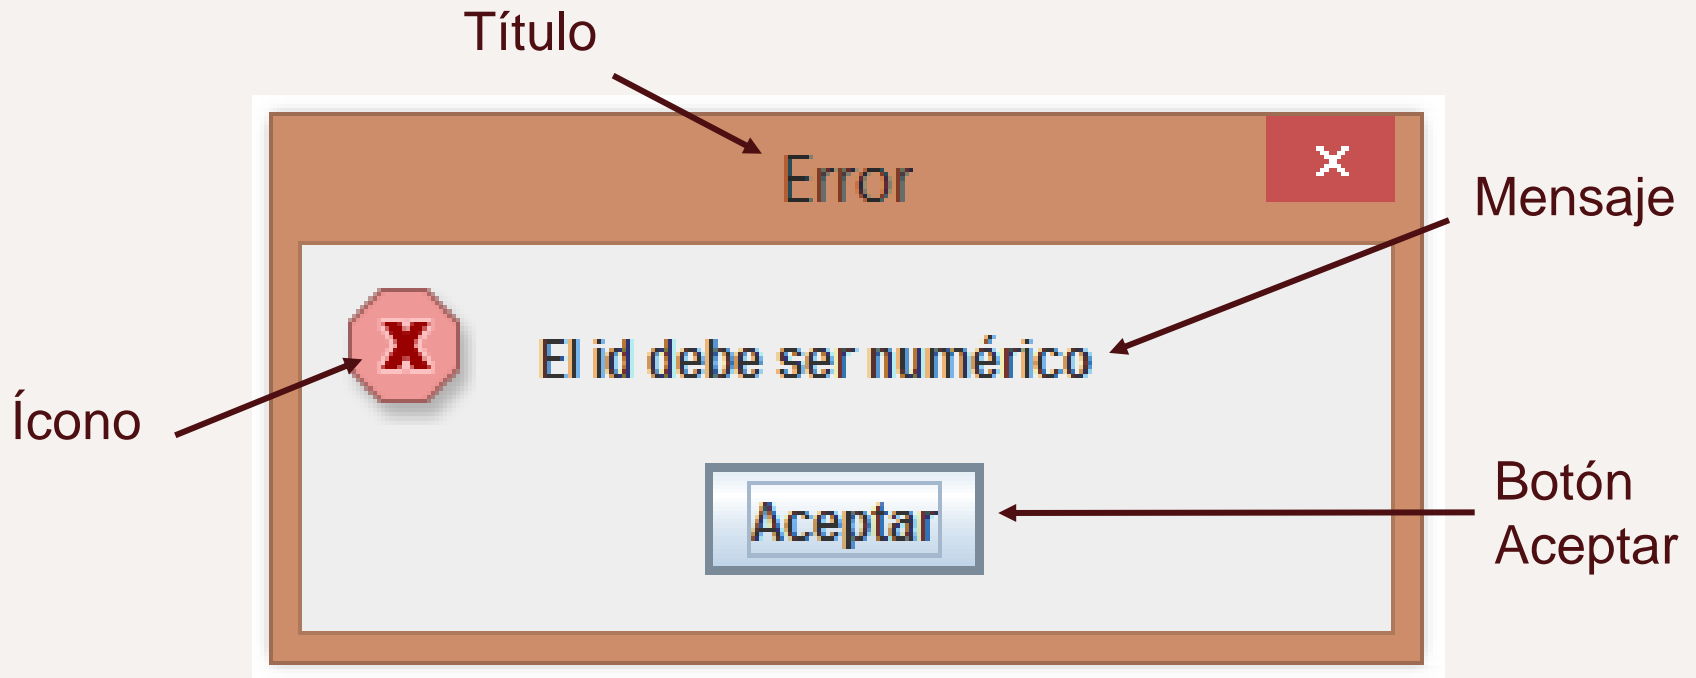 Título
Error
x
Mensaje
X
El id debe ser numérico
Ícono
Aceptar
Botón
Aceptar